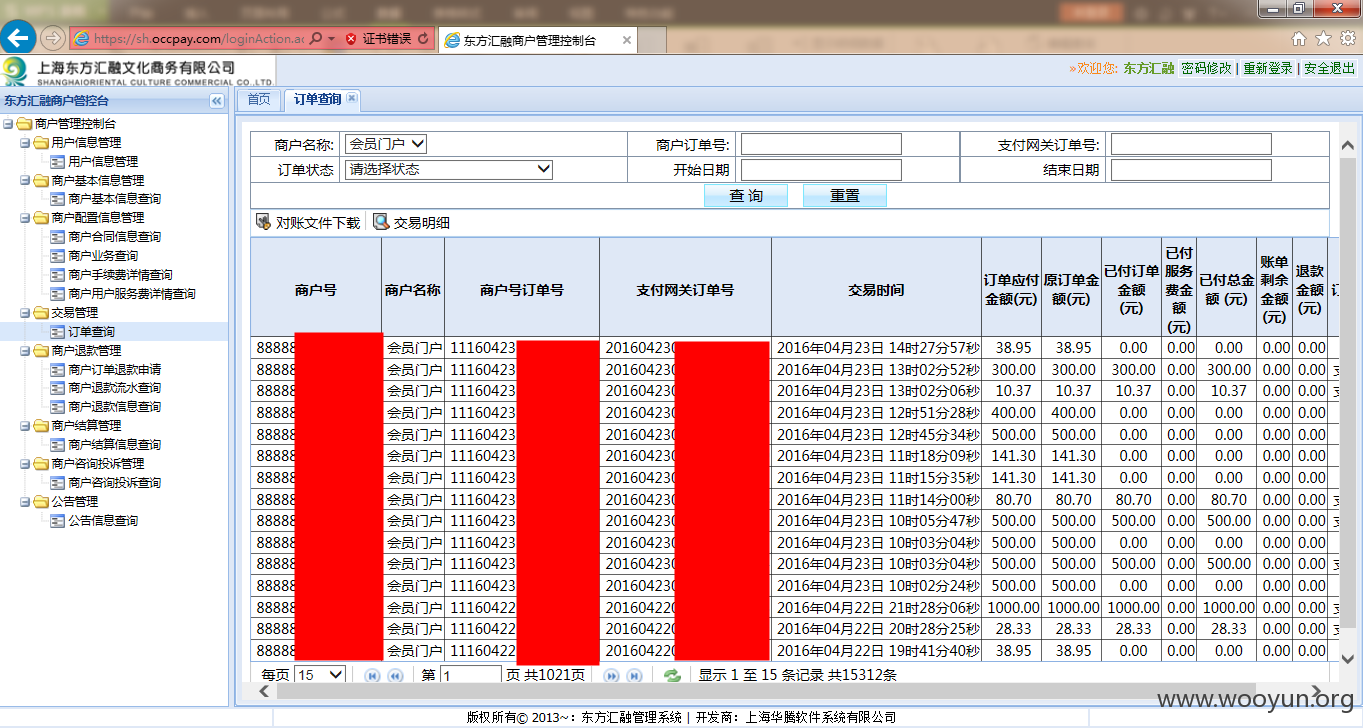 https://sh.occpay.com/loginAction.ac
证书错误
东方汇融商户管理控制台
上海东方汇融文化商务有限公司
SHANGHAIORIENTAL CULTURE COMMERCIAL CO.,LTD.
»欢迎您: 东方汇融 密码修改 | 重新登录 | 安全退出
东方汇融商户管控台
首页 订单查询
商户管理控制台
用户信息管理
用户信息管理
商户基本信息管理
商户基本信息查询
商户配置信息管理
商户合同信息查询
商户业务查询
商户手续费详情查询
商户用户服务费详情查询
交易管理
订单查询
商户退款管理
商户订单退款申请
商户退款流水查询
商户退款信息查询
商户结算管理
商户结算信息查询
商户咨询投诉管理
商户咨询投诉查询
公告管理
公告信息查询
商户名称: 会员门户 商户订单号: 支付网关订单号:
订单状态 请选择状态 开始日期 结束日期
查 询 重置
对账文件下载 交易明细
商户号 商户名称 商户号订单号 支付网关订单号 交易时间 订单应付金额(元) 原订单金额(元) 已付订单金额(元) 已付服务费金额(元) 已付总金额 (元) 账单剩余金额(元) 退款金额(元)
88888 会员门户 11160423 201604230 2016年04月23日 14时27分57秒 38.95 38.95 0.00 0.00 0.00 0.00 0.00
88888 会员门户 11160423 201604230 2016年04月23日 13时02分52秒 300.00 300.00 300.00 0.00 300.00 0.00 0.00
88888 会员门户 11160423 201604230 2016年04月23日 13时02分06秒 10.37 10.37 10.37 0.00 10.37 0.00 0.00
88888 会员门户 11160423 201604230 2016年04月23日 12时51分28秒 400.00 400.00 0.00 0.00 0.00 0.00 0.00
88888 会员门户 11160423 201604230 2016年04月23日 12时45分34秒 500.00 500.00 0.00 0.00 0.00 0.00 0.00
88888 会员门户 11160423 201604230 2016年04月23日 11时18分09秒 141.30 141.30 0.00 0.00 0.00 0.00 0.00
88888 会员门户 11160423 201604230 2016年04月23日 11时15分35秒 141.30 141.30 0.00 0.00 0.00 0.00 0.00
88888 会员门户 11160423 201604230 2016年04月23日 11时14分00秒 80.70 80.70 80.70 0.00 80.70 0.00 0.00
88888 会员门户 11160423 201604230 2016年04月23日 10时05分47秒 500.00 500.00 500.00 0.00 500.00 0.00 0.00
88888 会员门户 11160423 201604230 2016年04月23日 10时03分04秒 500.00 500.00 0.00 0.00 0.00 0.00 0.00
88888 会员门户 11160423 201604230 2016年04月23日 10时03分04秒 500.00 500.00 500.00 0.00 500.00 0.00 0.00
88888 会员门户 11160423 201604230 2016年04月23日 10时02分24秒 500.00 500.00 0.00 0.00 0.00 0.00 0.00
88888 会员门户 11160422 201604220 2016年04月22日 21时28分06秒 1000.00 1000.00 1000.00 0.00 1000.00 0.00 0.00
88888 会员门户 11160422 201604220 2016年04月22日 20时28分25秒 28.33 28.33 28.33 0.00 28.33 0.00 0.00
88888 会员门户 11160422 201604220 2016年04月22日 19时41分40秒 38.95 38.95 0.00 0.00 0.00 0.00 0.00
每页 15 第 1 页 共1021页 显示 1 至 15 条记录 共15312条
www.wooyun.org
版权所有© 2013~: 东方汇融管理系统 | 开发商: 上海华腾软件系统有限公司